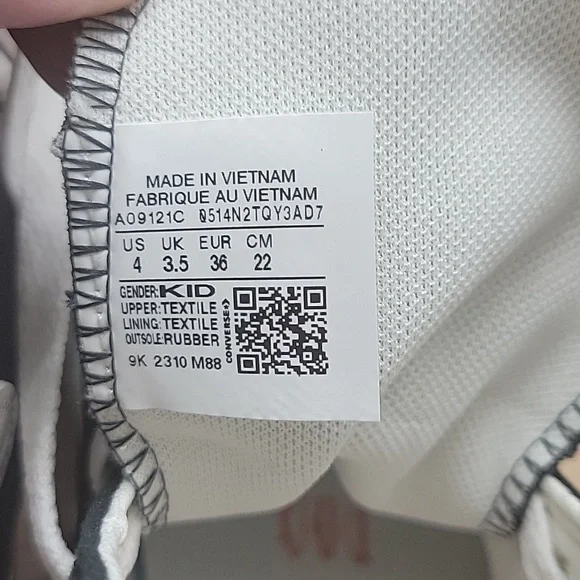 MADE IN VIETNAM
FABRIQUE AU VIETNAM
A09121C 0514N2TQY3AD7
US UK EUR CM
4 3.5 36 22
GENDER:KID
UPPER:TEXTILE
LINING:TEXTILE
OUTSOLE:RUBBER
9K 2310 M88
CONVERSE